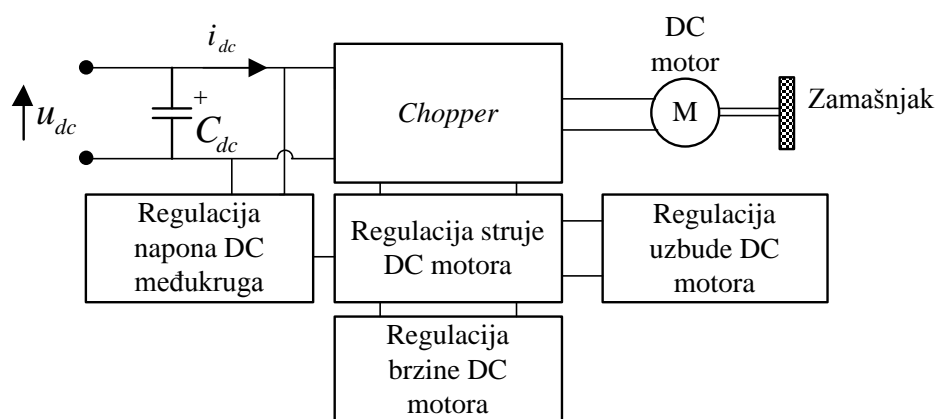 i_dc
DC
motor
+
u_dc
C_dc
Chopper
M
Zamašnjak
Regulacija
napona DC
međukruga
Regulacija struje
DC motora
Regulacija
uzbude DC
motora
Regulacija
brzine DC
motora